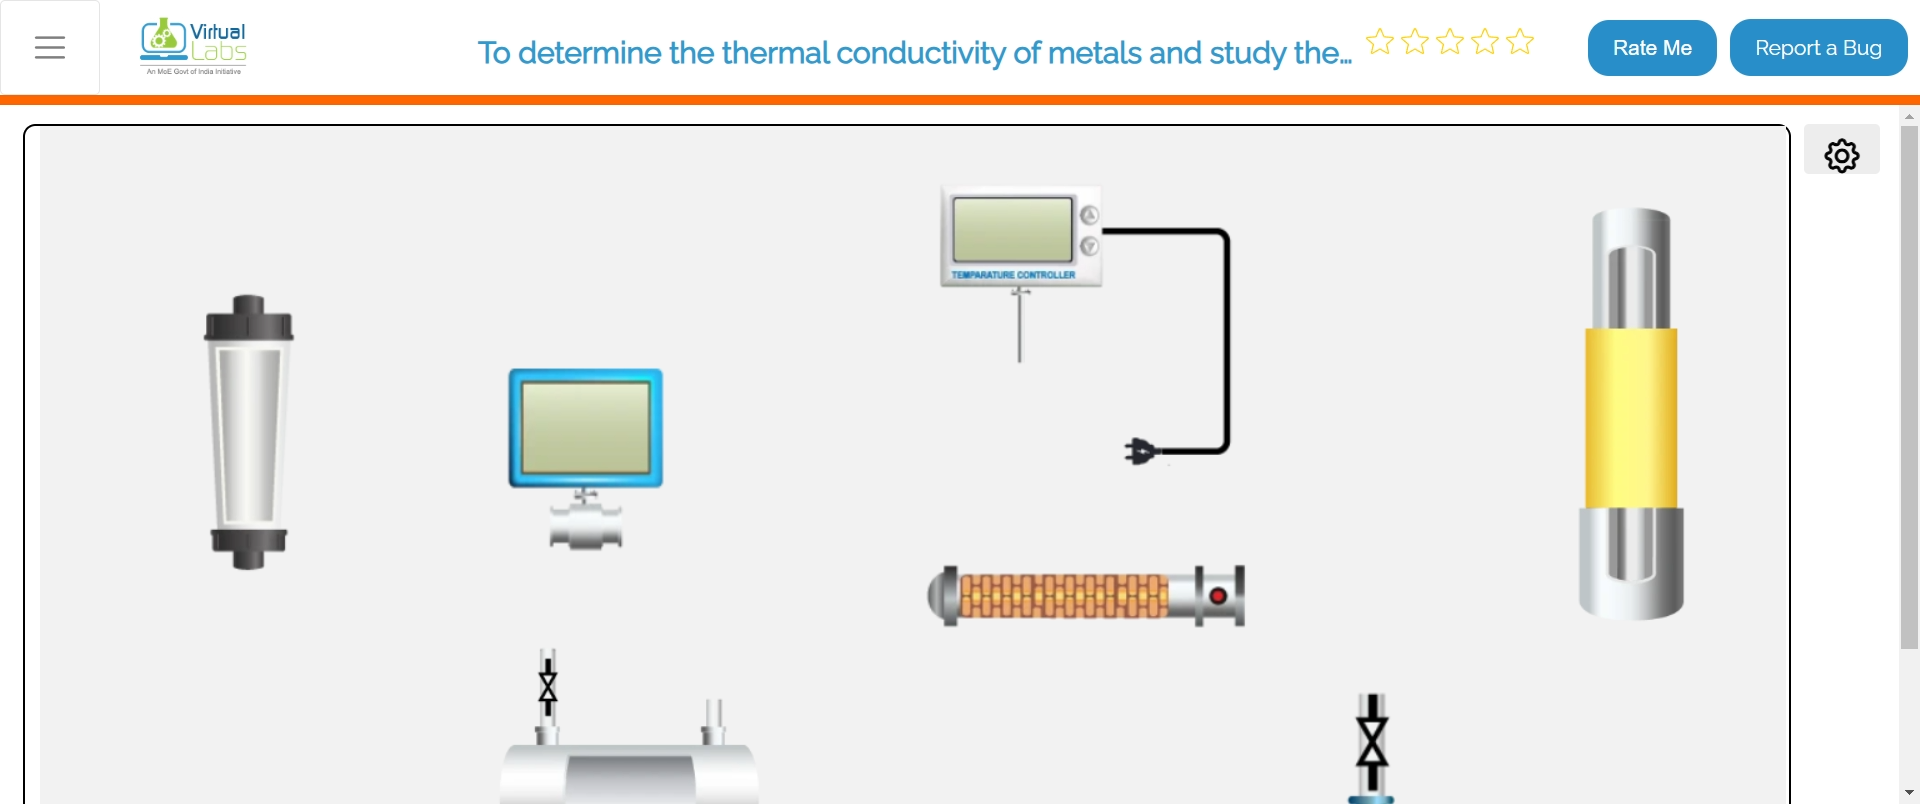 Virtual
Labs
An MoE Govt of India Initiative
To determine the thermal conductivity of metals and study the...
Rate Me
Report a Bug
TEMPARATURE CONTROLLER